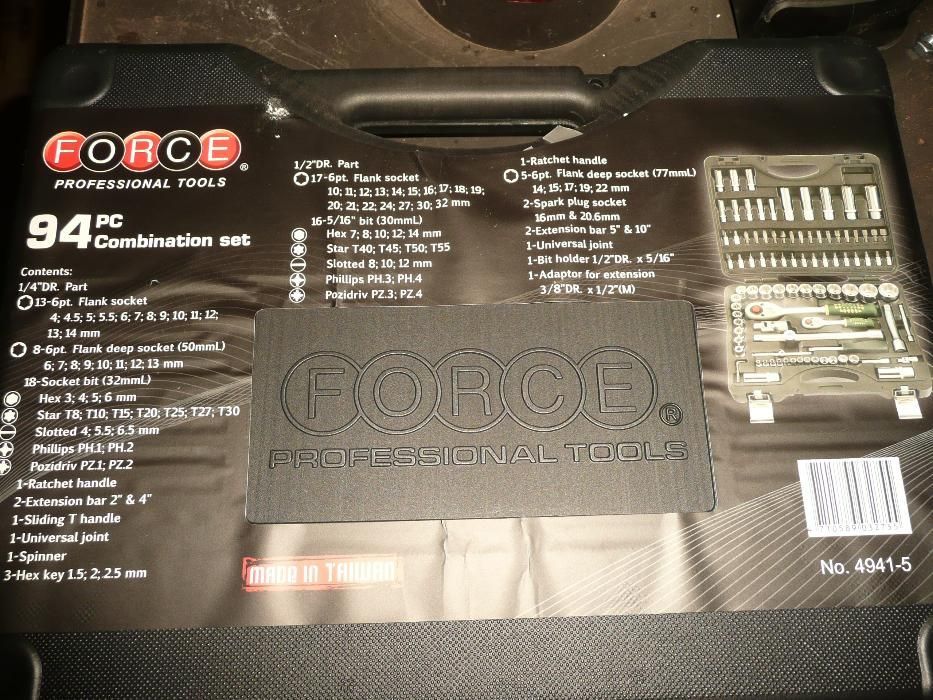 FORCE®
PROFESSIONAL TOOLS
94 PC
Combination set
Contents:
1/4"DR. Part
13-6pt. Flank socket
4; 4.5; 5; 5.5; 6; 7; 8; 9; 10; 11; 12;
13; 14 mm
8-6pt. Flank deep socket (50mmL)
6; 7; 8; 9; 10; 11; 12; 13 mm
18-Socket bit (32mmL)
Hex 3; 4; 5; 6 mm
Star T8; T10; T15; T20; T25; T27; T30
Slotted 4; 5.5; 6.5 mm
Phillips PH.1; PH.2
Pozidriv PZ.1; PZ.2
1-Ratchet handle
2-Extension bar 2" & 4"
1-Sliding T handle
1-Universal joint
1-Spinner
3-Hex key 1.5; 2; 2.5 mm
1/2"DR. Part
17-6pt. Flank socket
10; 11; 12; 13; 14; 15; 16; 17; 18; 19;
20; 21; 22; 24; 27; 30; 32 mm
16-5/16" bit (30mmL)
Hex 7; 8; 10; 12; 14 mm
Star T40; T45; T50; T55
Slotted 8; 10; 12 mm
Phillips PH.3; PH.4
Pozidriv PZ.3; PZ.4
1-Ratchet handle
5-6pt. Flank deep socket (77mmL)
14; 15; 17; 19; 22 mm
2-Spark plug socket
16mm & 20.6mm
2-Extension bar 5" & 10"
1-Universal joint
1-Bit holder 1/2"DR. x 5/16"
1-Adaptor for extension
3/8"DR. x 1/2"(M)
FORCE®
PROFESSIONAL TOOLS
MADE IN TAIWAN
No. 4941-5